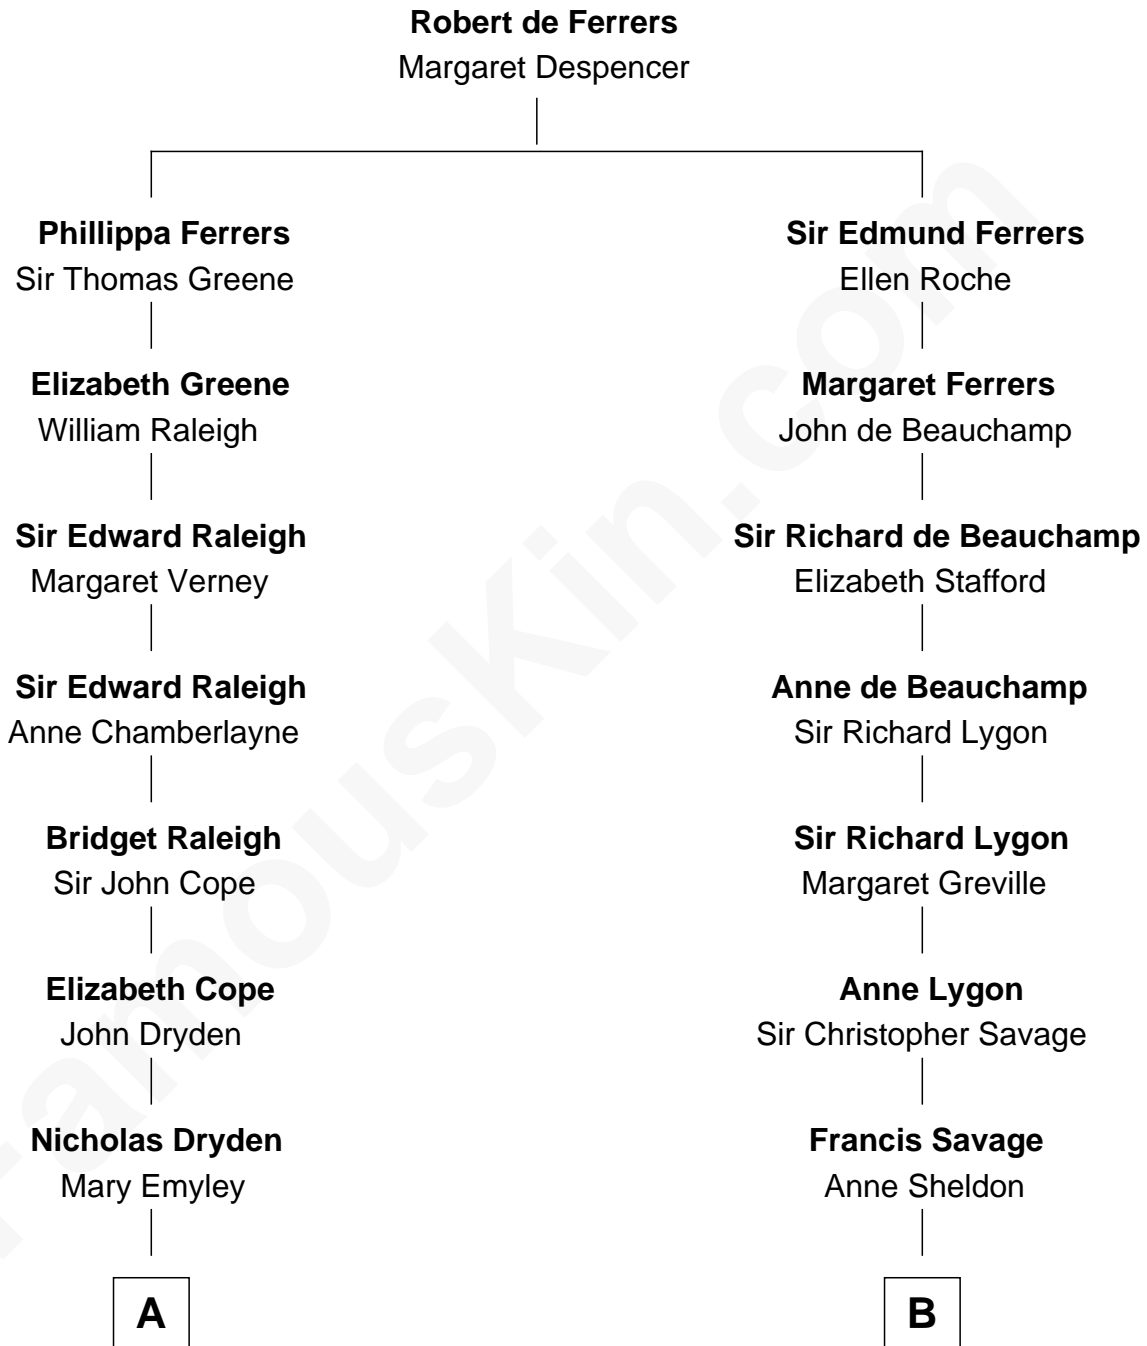 Robert de Ferrers
Margaret Despencer
Phillippa Ferrers
Sir Thomas Greene
Elizabeth Greene
William Raleigh
Sir Edward Raleigh
Margaret Verney
Sir Edward Raleigh
Anne Chamberlayne
Bridget Raleigh
Sir John Cope
Elizabeth Cope
John Dryden
Nicholas Dryden
Mary Emyley
A
Sir Edmund Ferrers
Ellen Roche
Margaret Ferrers
John de Beauchamp
Sir Richard de Beauchamp
Elizabeth Stafford
Anne de Beauchamp
Sir Richard Lygon
Sir Richard Lygon
Margaret Greville
Anne Lygon
Sir Christopher Savage
Francis Savage
Anne Sheldon
B
FamousKin.com